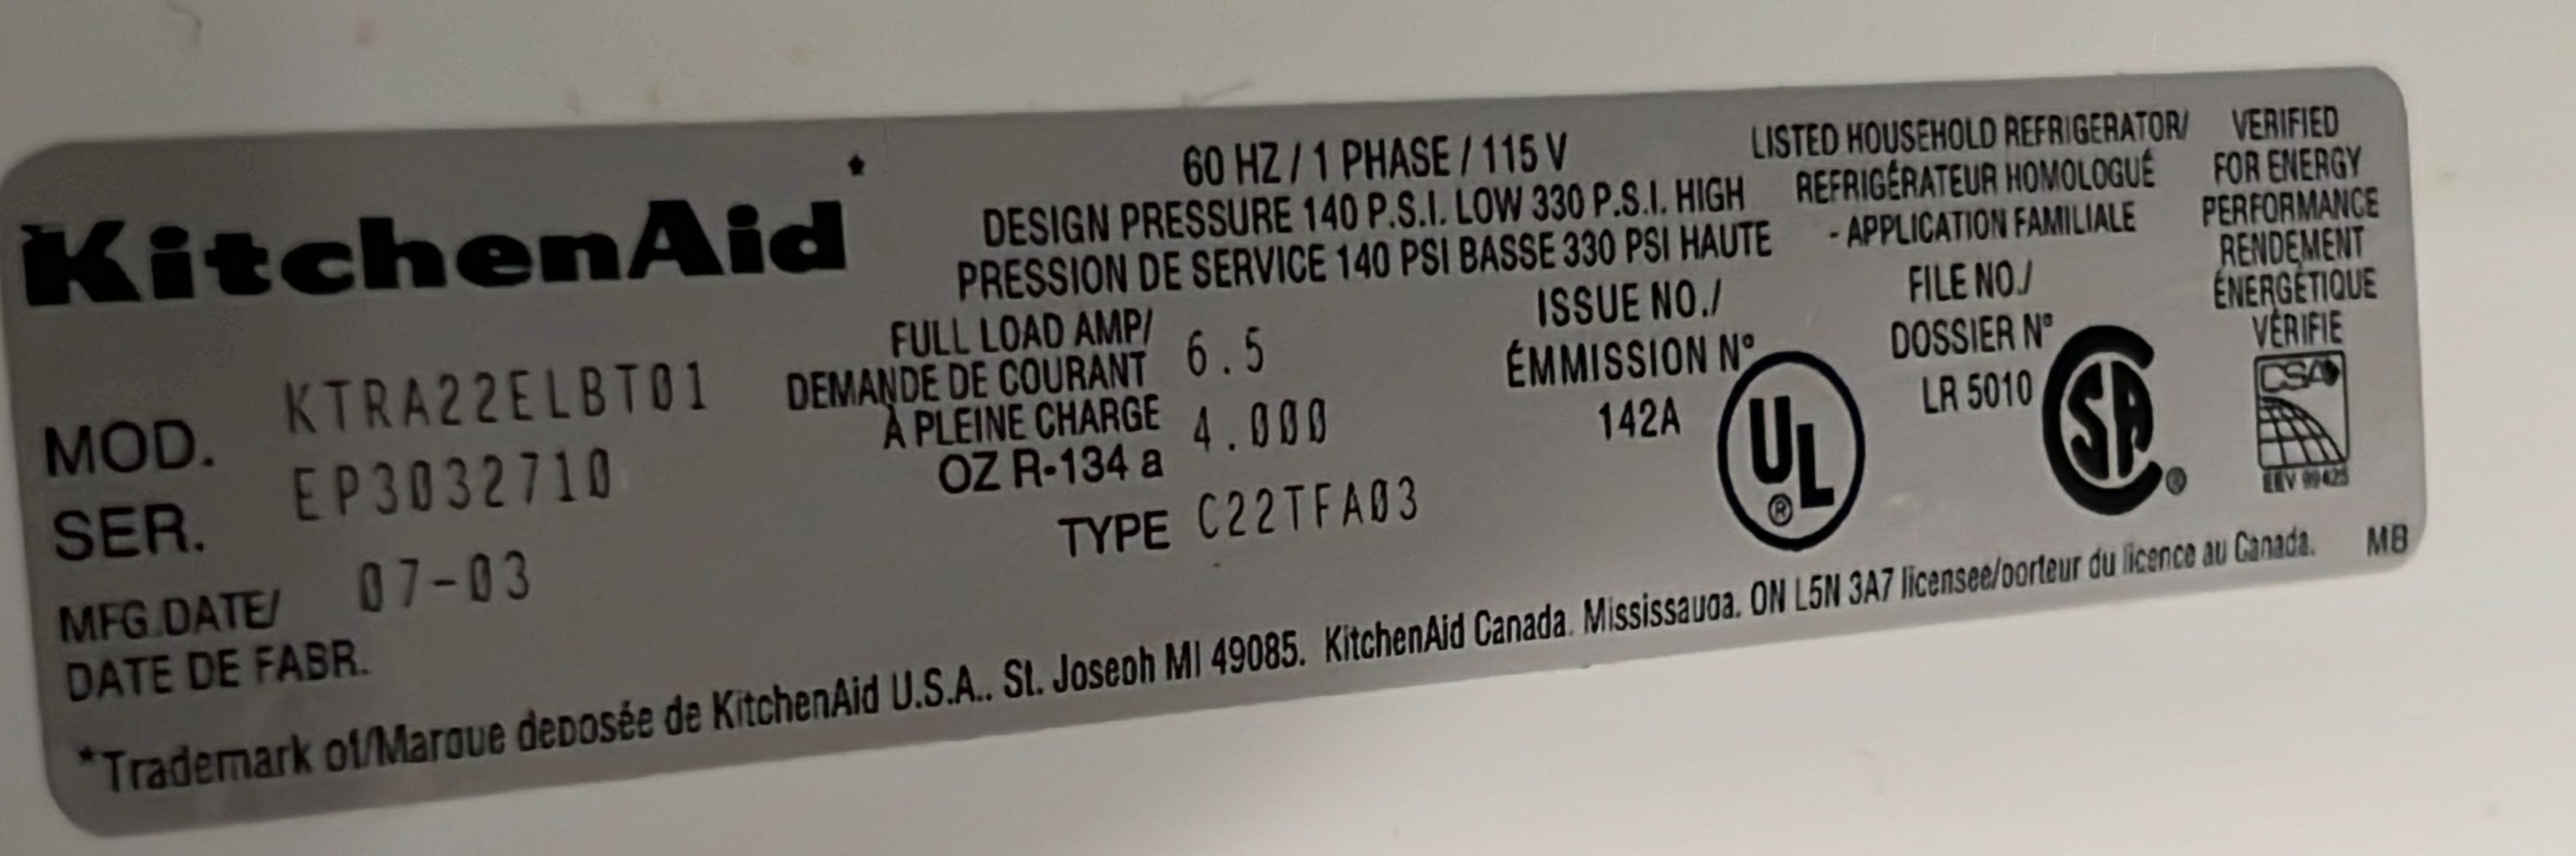 KitchenAid*
60 HZ / 1 PHASE / 115 V
DESIGN PRESSURE 140 P.S.I. LOW 330 P.S.I. HIGH
PRESSION DE SERVICE 140 PSI BASSE 330 PSI HAUTE
LISTED HOUSEHOLD REFRIGERATOR/
REFRIGÉRATEUR HOMOLOGUÉ
- APPLICATION FAMILIALE
VERIFIED
FOR ENERGY
PERFORMANCE
RENDEMENT
ÉNERGÉTIQUE
VÉRIFIE
MOD. KTRA22ELBT01
SER. EP3032710
MFG.DATE/ 07-03
DATE DE FABR.
FULL LOAD AMP/
DEMANDE DE COURANT 6.5
À PLEINE CHARGE
OZ R-134 a 4.000
TYPE C22TFA03
ISSUE NO./
ÉMMISSION Nº
142A
UL ®
FILE NO./
DOSSIER Nº
LR 5010
SA ®
CSA
EEV 99425
*Trademark of/Marque deposée de KitchenAid U.S.A.. St. Joseph MI 49085. KitchenAid Canada. Mississauga. ON L5N 3A7 licensee/porteur du licence au Canada.
MB